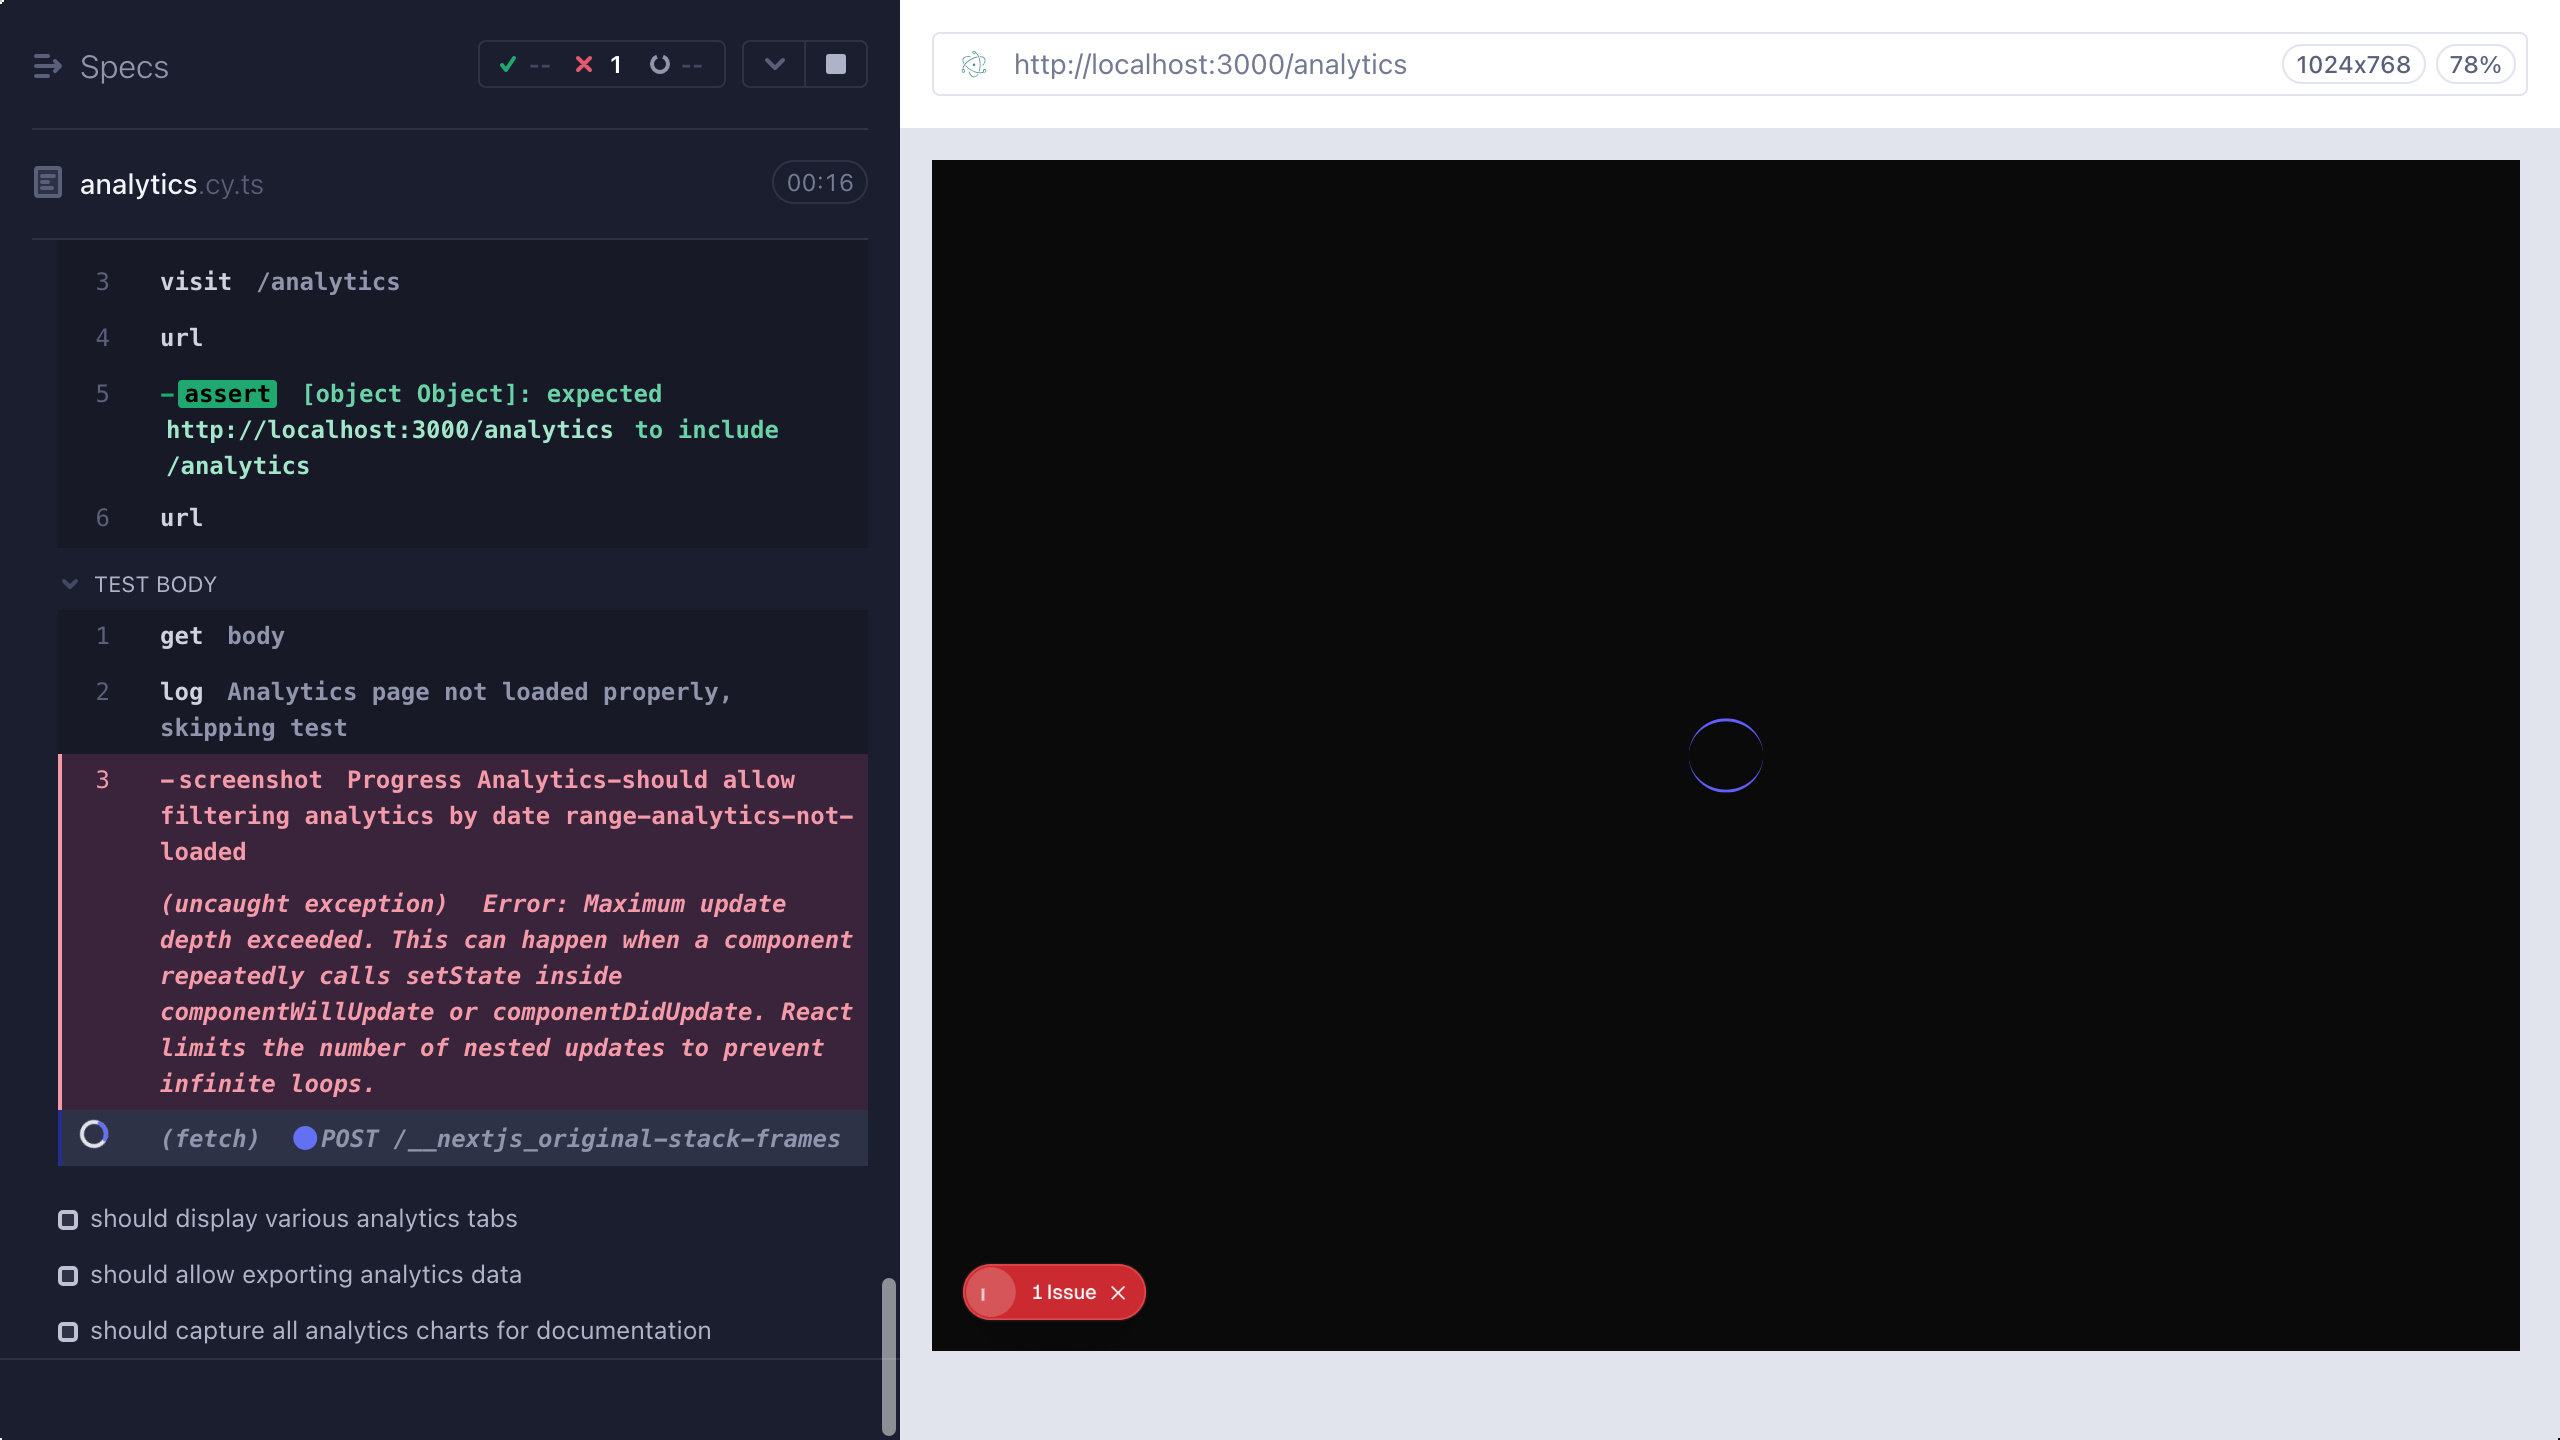 Specs
-- 1 --
analytics.cy.ts 00:16
3 visit /analytics
4 url
5 -assert [object Object]: expected
http://localhost:3000/analytics to include
/analytics
6 url
TEST BODY
1 get body
2 log Analytics page not loaded properly,
skipping test
3 -screenshot Progress Analytics-should allow
filtering analytics by date range-analytics-not-
loaded
(uncaught exception) Error: Maximum update
depth exceeded. This can happen when a component
repeatedly calls setState inside
componentWillUpdate or componentDidUpdate. React
limits the number of nested updates to prevent
infinite loops.
(fetch) POST /__nextjs_original-stack-frames
should display various analytics tabs
should allow exporting analytics data
should capture all analytics charts for documentation
http://localhost:3000/analytics 1024x768 78%
1 Issue